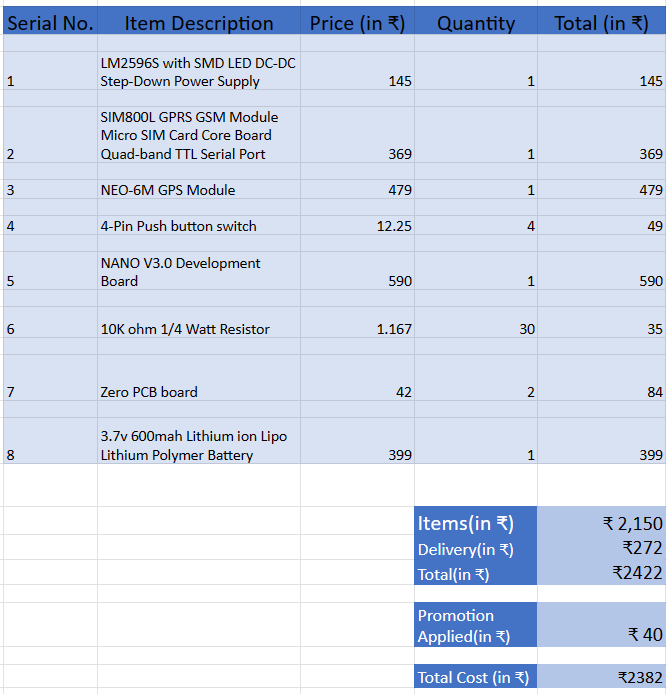 Serial No. Item Description Price (in ₹) Quantity Total (in ₹)
LM2596S with SMD LED DC-DC
1 Step-Down Power Supply 145 1 145
SIM800L GPRS GSM Module
Micro SIM Card Core Board
2 Quad-band TTL Serial Port 369 1 369
3 NEO-6M GPS Module 479 1 479
4 4-Pin Push button switch 12.25 4 49
NANO V3.0 Development
5 Board 590 1 590
6 10K ohm 1/4 Watt Resistor 1.167 30 35
7 Zero PCB board 42 2 84
3.7v 600mah Lithium ion Lipo
8 Lithium Polymer Battery 399 1 399
Items(in ₹) ₹ 2,150
Delivery(in ₹) ₹272
Total(in ₹) ₹2422
Promotion
Applied(in ₹) ₹ 40
Total Cost (in ₹) ₹2382